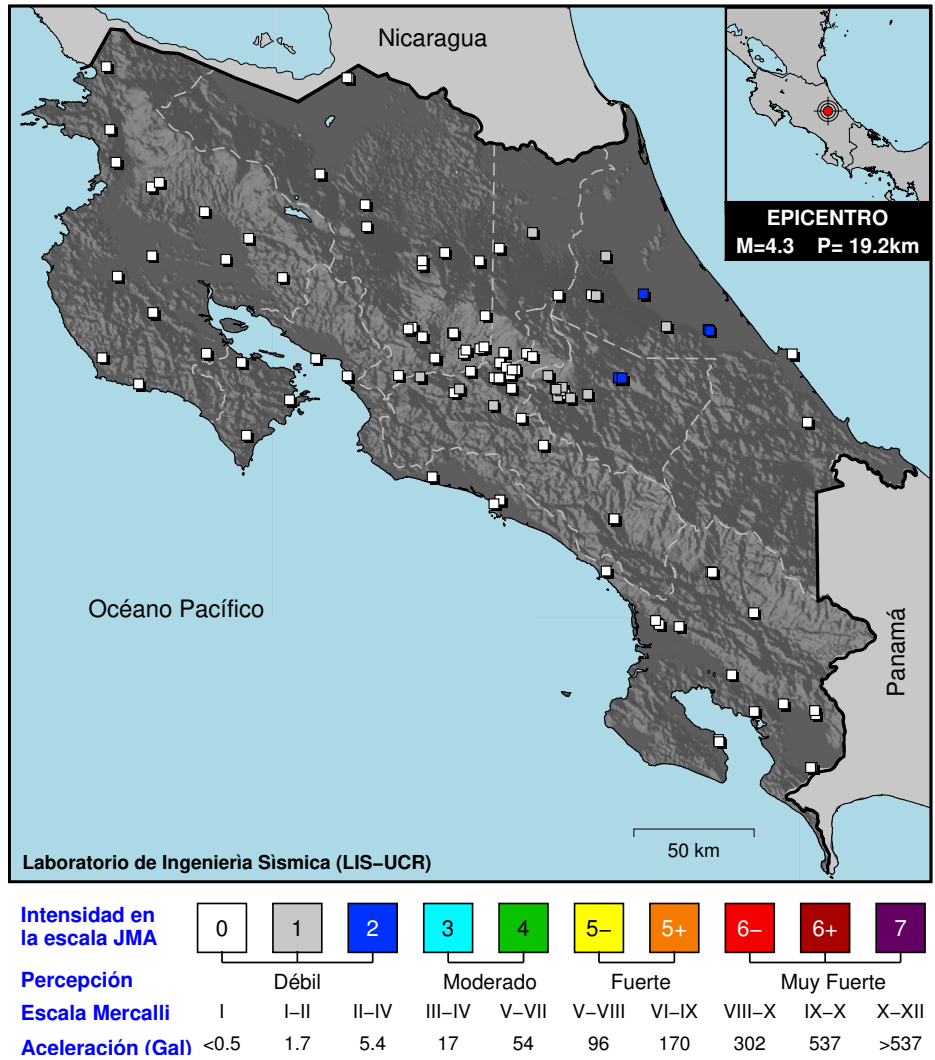 Nicaragua
EPICENTRO
M=4.3 P= 19.2km
Océano Pacífico
Panamá
50 km
Laboratorio de Ingenierìa Sìsmica (LIS−UCR)
Intensidad en
la escala JMA
0 1 2 3 4 5− 5+ 6− 6+ 7
Percepción Débil Moderado Fuerte Muy Fuerte
Escala Mercalli I I−II II−IV III−IV V−VII V−VIII VI−IX VIII−X IX−X X−XII
Aceleración (Gal) <0.5 1.7 5.4 17 54 96 170 302 537 >537